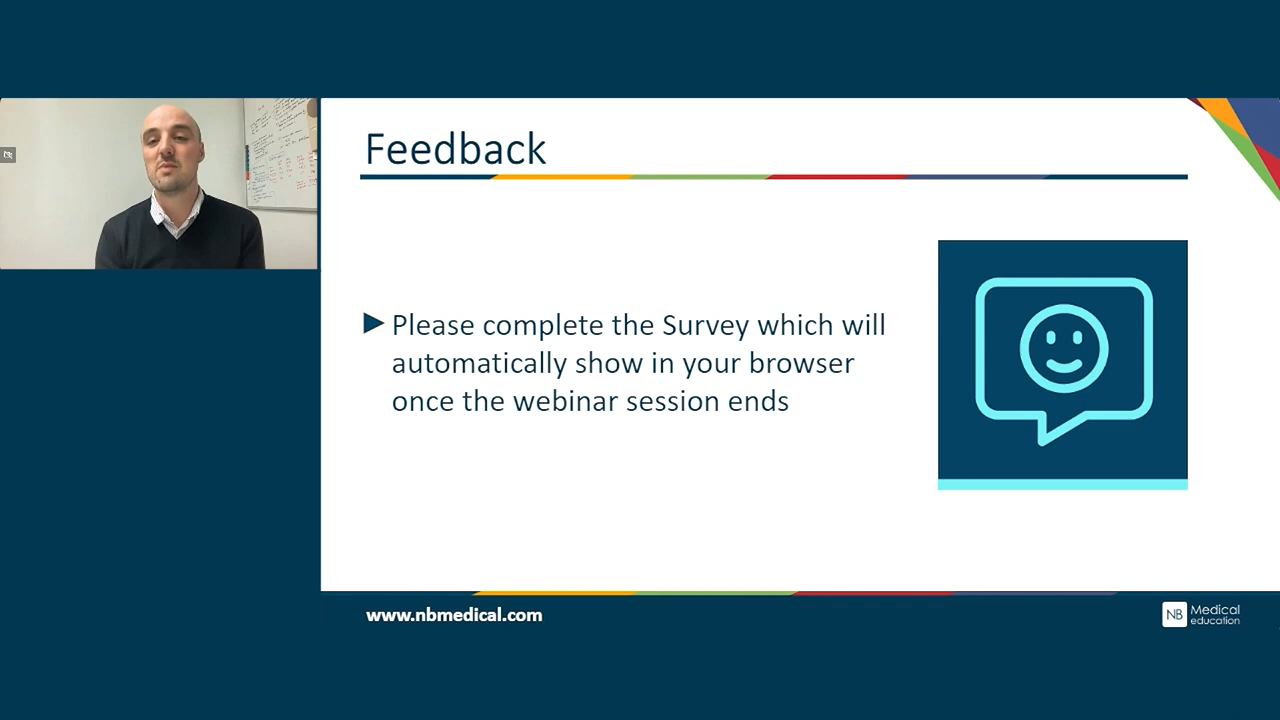 Feedback
Please complete the Survey which will
automatically show in your browser
once the webinar session ends
www.nbmedical.com
NB
Medical
education